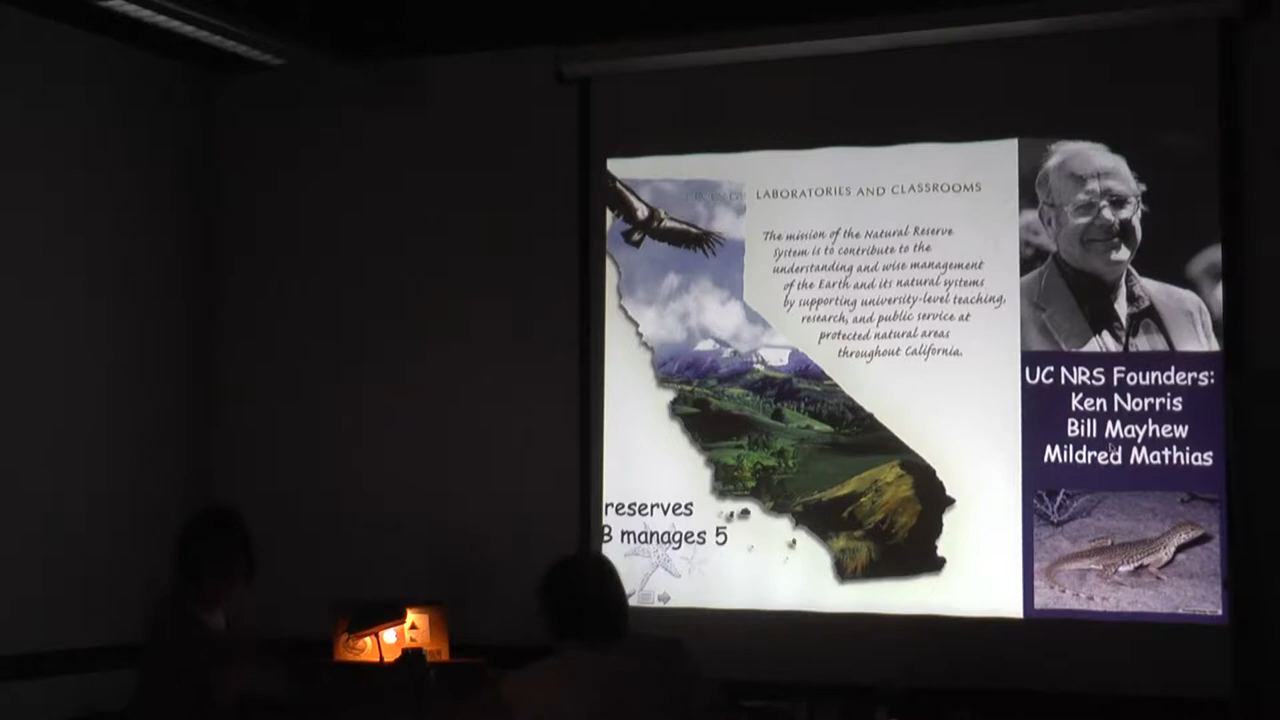 LABORATORIES AND CLASSROOMS
The mission of the Natural Reserve
System is to contribute to the
understanding and wise management
of the Earth and its natural systems
by supporting university-level teaching,
research, and public service at
protected natural areas
throughout California.
reserves
B manages 5
UC NRS Founders:
Ken Norris
Bill Mayhew
Mildred Mathias